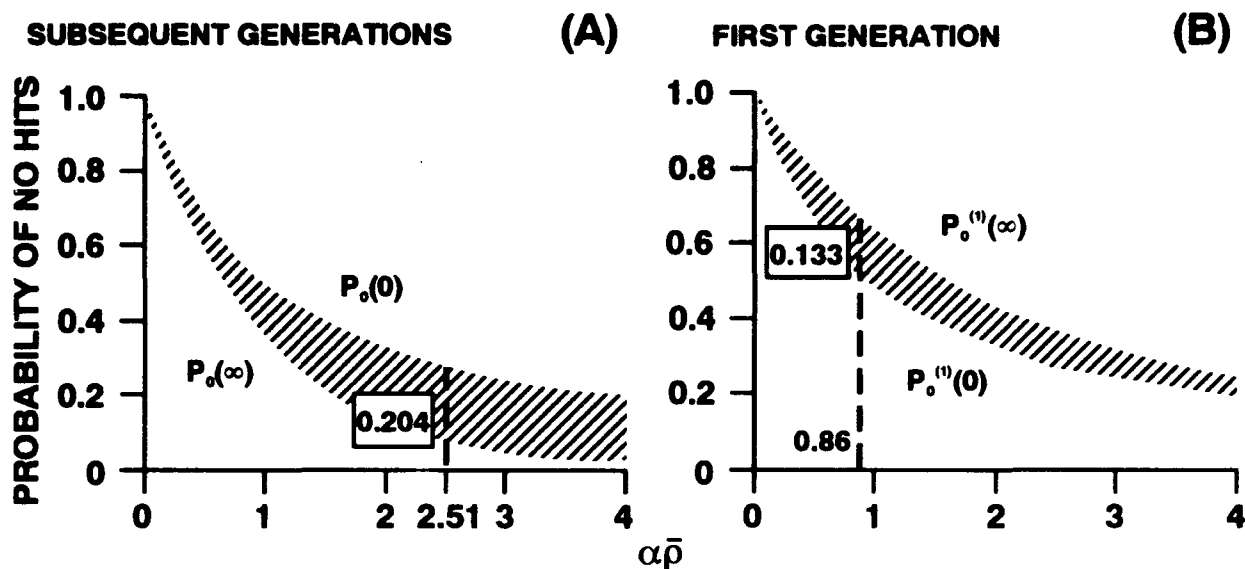 SUBSEQUENT GENERATIONS (A)
PROBABILITY OF NO HITS
1.0
0.8
0.6
0.4
0.2
0
P₀(0)
P₀(∞)
0.204
0 1 2 2.51 3 4
FIRST GENERATION (B)
1.0
0.8
0.6
0.4
0.2
0
P₀⁽¹⁾(∞)
0.133
P₀⁽¹⁾(0)
0.86
0 1 2 3 4
αρ̄